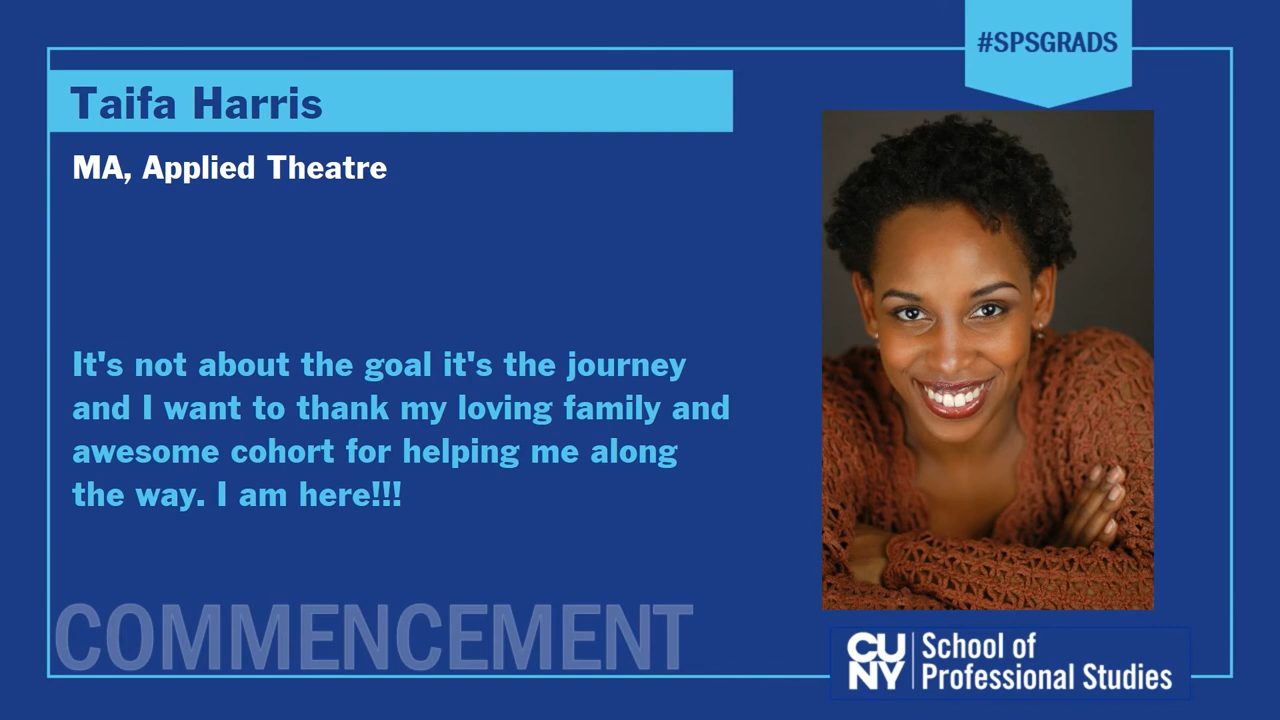 #SPSGRADS
Taifa Harris
MA, Applied Theatre
It's not about the goal it's the journey
and I want to thank my loving family and
awesome cohort for helping me along
the way. I am here!!!
COMMENCEMENT
CU
NY
School of
Professional Studies